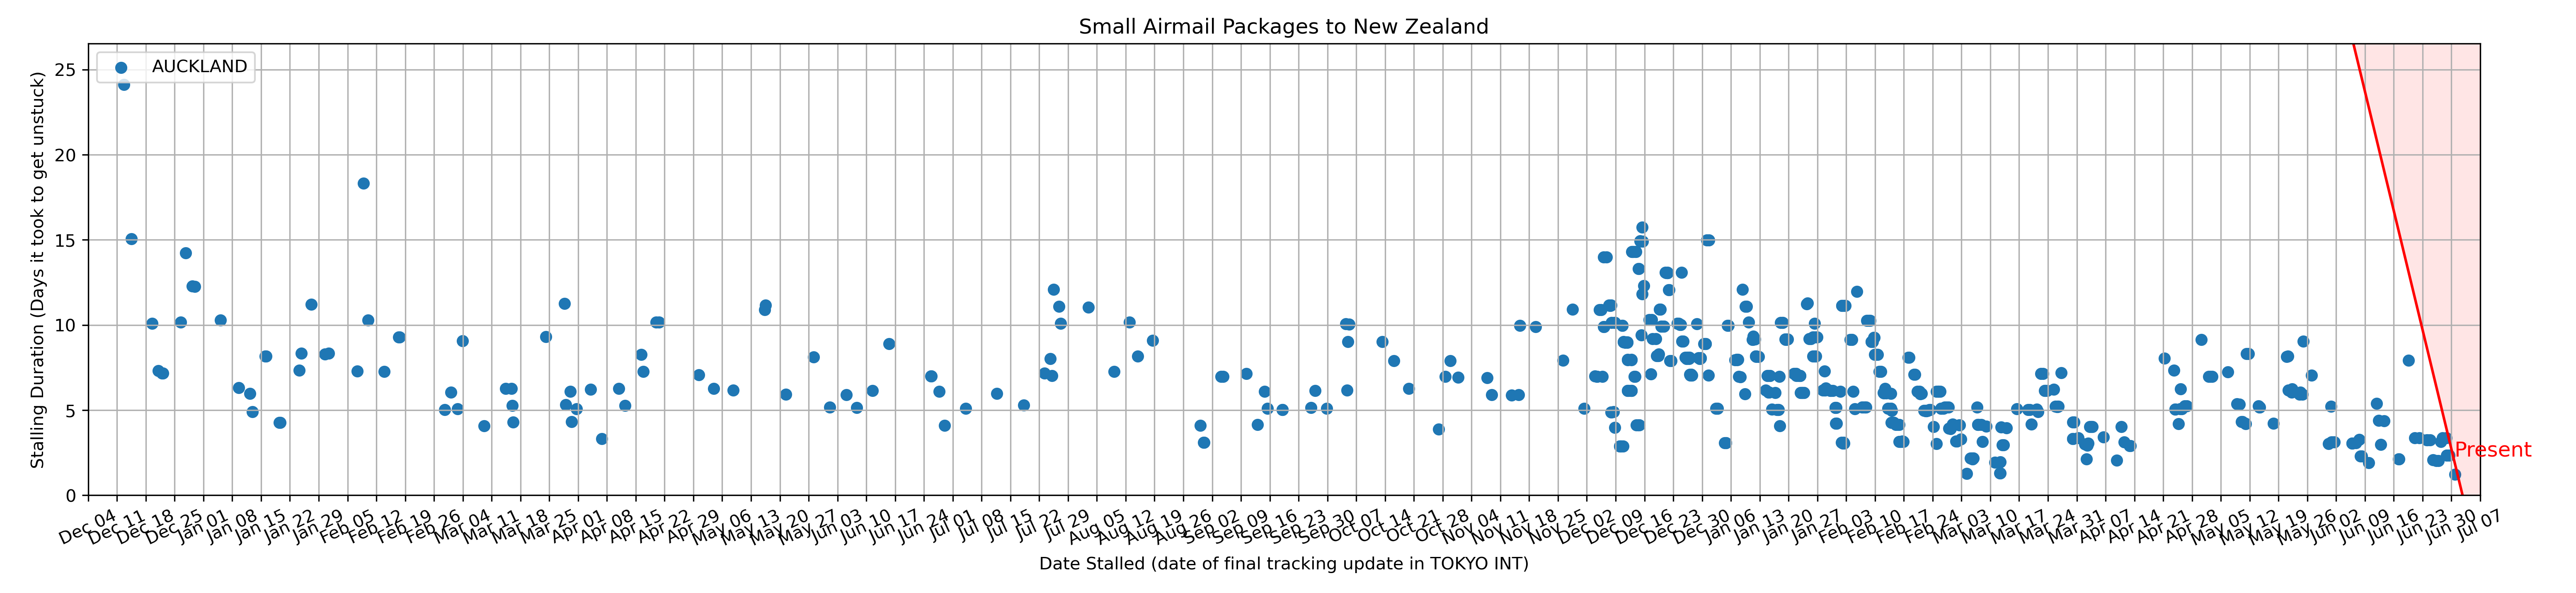 Small Airmail Packages to New Zealand
AUCKLAND
Stalling Duration (Days it took to get unstuck)
25
20
15
10
5
0
Present
Dec 04 Dec 11 Dec 18 Dec 25 Jan 01 Jan 08 Jan 15 Jan 22 Jan 29 Feb 05 Feb 12 Feb 19 Feb 26 Mar 04 Mar 11 Mar 18 Mar 25 Apr 01 Apr 08 Apr 15 Apr 22 Apr 29 May 06 May 13 May 20 May 27 Jun 03 Jun 10 Jun 17 Jun 24 Jul 01 Jul 08 Jul 15 Jul 22 Jul 29 Aug 05 Aug 12 Aug 19 Aug 26 Sep 02 Sep 09 Sep 16 Sep 23 Sep 30 Oct 07 Oct 14 Oct 21 Oct 28 Nov 04 Nov 11 Nov 18 Nov 25 Dec 02 Dec 09 Dec 16 Dec 23 Dec 30 Jan 06 Jan 13 Jan 20 Jan 27 Feb 03 Feb 10 Feb 17 Feb 24 Mar 03 Mar 10 Mar 17 Mar 24 Mar 31 Apr 07 Apr 14 Apr 21 Apr 28 May 05 May 12 May 19 May 26 Jun 02 Jun 09 Jun 16 Jun 23 Jun 30 Jul 07
Date Stalled (date of final tracking update in TOKYO INT)